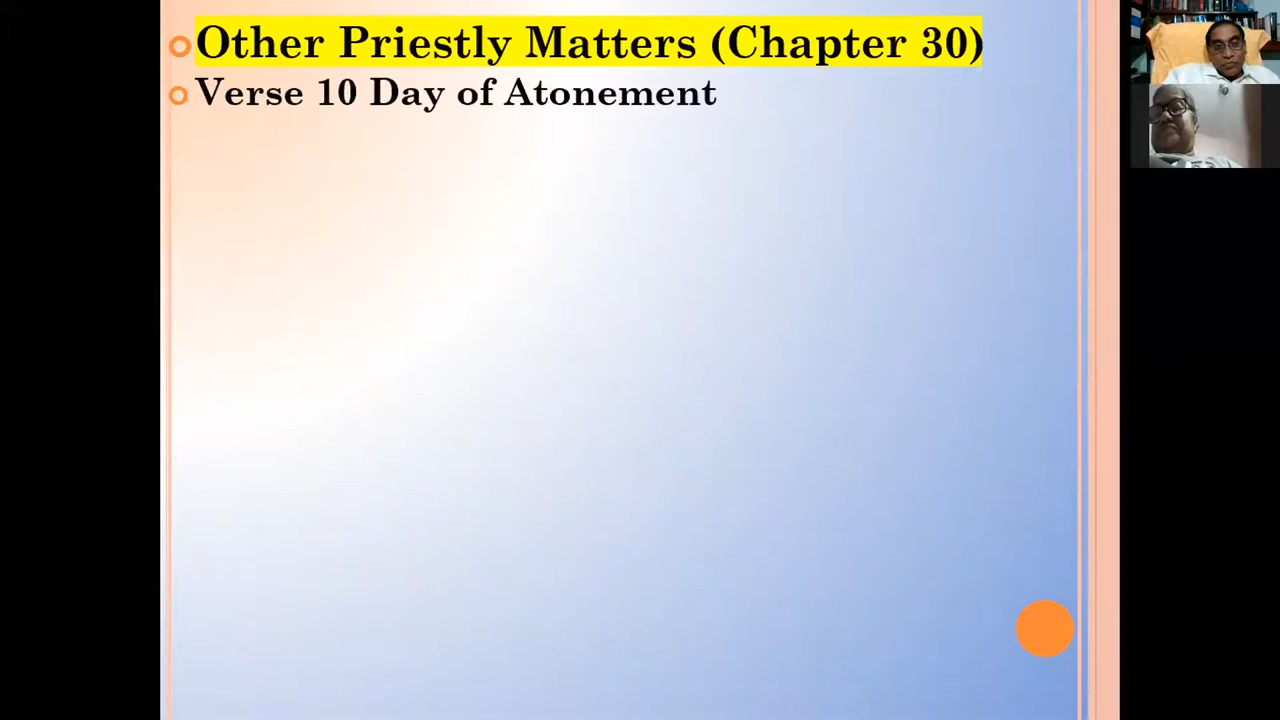 Other Priestly Matters (Chapter 30)
Verse 10 Day of Atonement